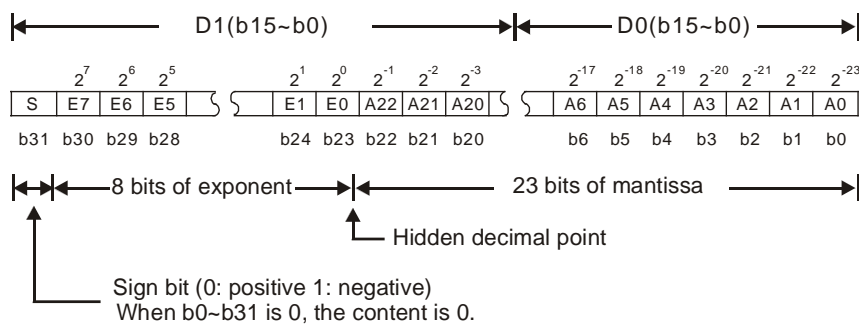 D1(b15~b0) D0(b15~b0)
2^7 2^6 2^5 2^1 2^0 2^-1 2^-2 2^-3 2^-17 2^-18 2^-19 2^-20 2^-21 2^-22 2^-23
S E7 E6 E5 E1 E0 A22 A21 A20 A6 A5 A4 A3 A2 A1 A0
b31 b30 b29 b28 b24 b23 b22 b21 b20 b6 b5 b4 b3 b2 b1 b0
8 bits of exponent 23 bits of mantissa
Hidden decimal point
Sign bit (0: positive 1: negative)
When b0~b31 is 0, the content is 0.